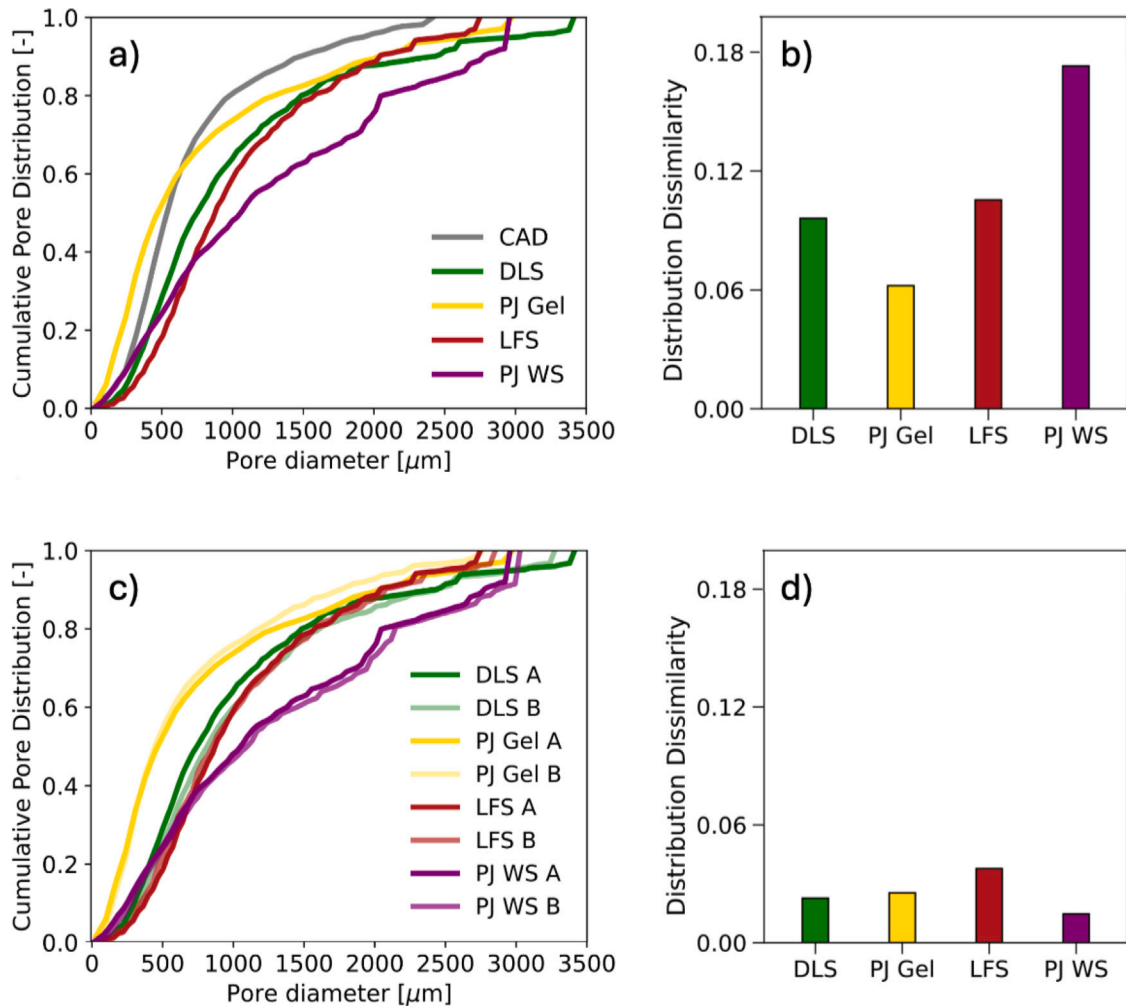 a)
Cumulative Pore Distribution [-]
1.0
0.8
0.6
0.4
0.2
0.0
0 500 1000 1500 2000 2500 3000 3500
Pore diameter [μm]
CAD
DLS
PJ Gel
LFS
PJ WS
b)
Distribution Dissimilarity
0.18
0.12
0.06
0.00
DLS PJ Gel LFS PJ WS
c)
Cumulative Pore Distribution [-]
1.0
0.8
0.6
0.4
0.2
0.0
0 500 1000 1500 2000 2500 3000 3500
Pore diameter [μm]
DLS A
DLS B
PJ Gel A
PJ Gel B
LFS A
LFS B
PJ WS A
PJ WS B
d)
Distribution Dissimilarity
0.18
0.12
0.06
0.00
DLS PJ Gel LFS PJ WS